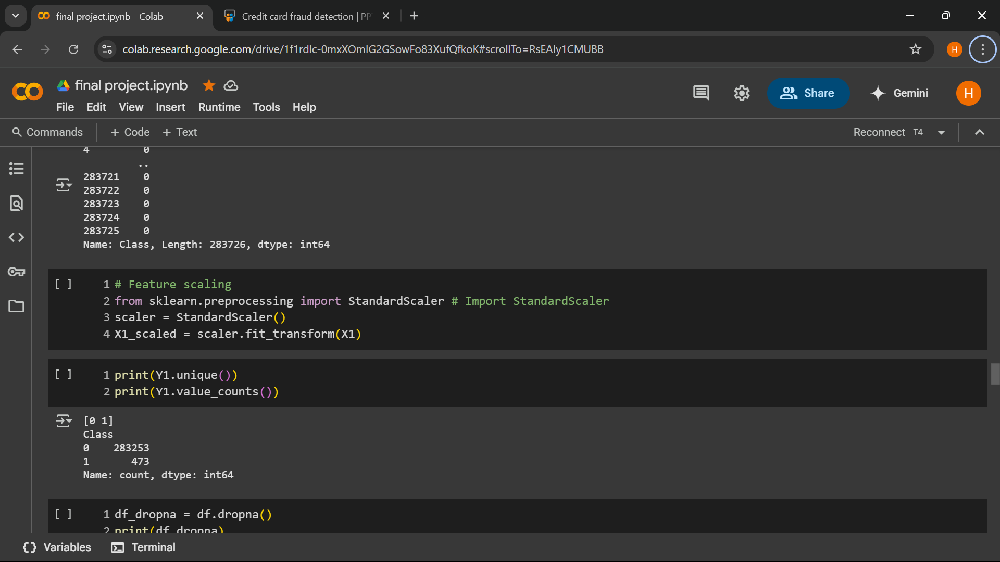 final project.ipynb - Colab
Credit card fraud detection | PP
colab.research.google.com/drive/1f1rdlc-0mxXOmIG2GSowFo83XufQfkoK#scrollTo=RsEAIy1CMUBB
H
final project.ipynb
File Edit View Insert Runtime Tools Help
Share
Gemini
H
Commands + Code + Text
Reconnect T4
4 0
..
283721 0
283722 0
283723 0
283724 0
283725 0
Name: Class, Length: 283726, dtype: int64
[ ] 1 # Feature scaling
2 from sklearn.preprocessing import StandardScaler # Import StandardScaler
3 scaler = StandardScaler()
4 X1_scaled = scaler.fit_transform(X1)
[ ] 1 print(Y1.unique())
2 print(Y1.value_counts())
[0 1]
Class
0 283253
1 473
Name: count, dtype: int64
[ ] 1 df_dropna = df.dropna()
2 print(df_dropna)
Variables Terminal